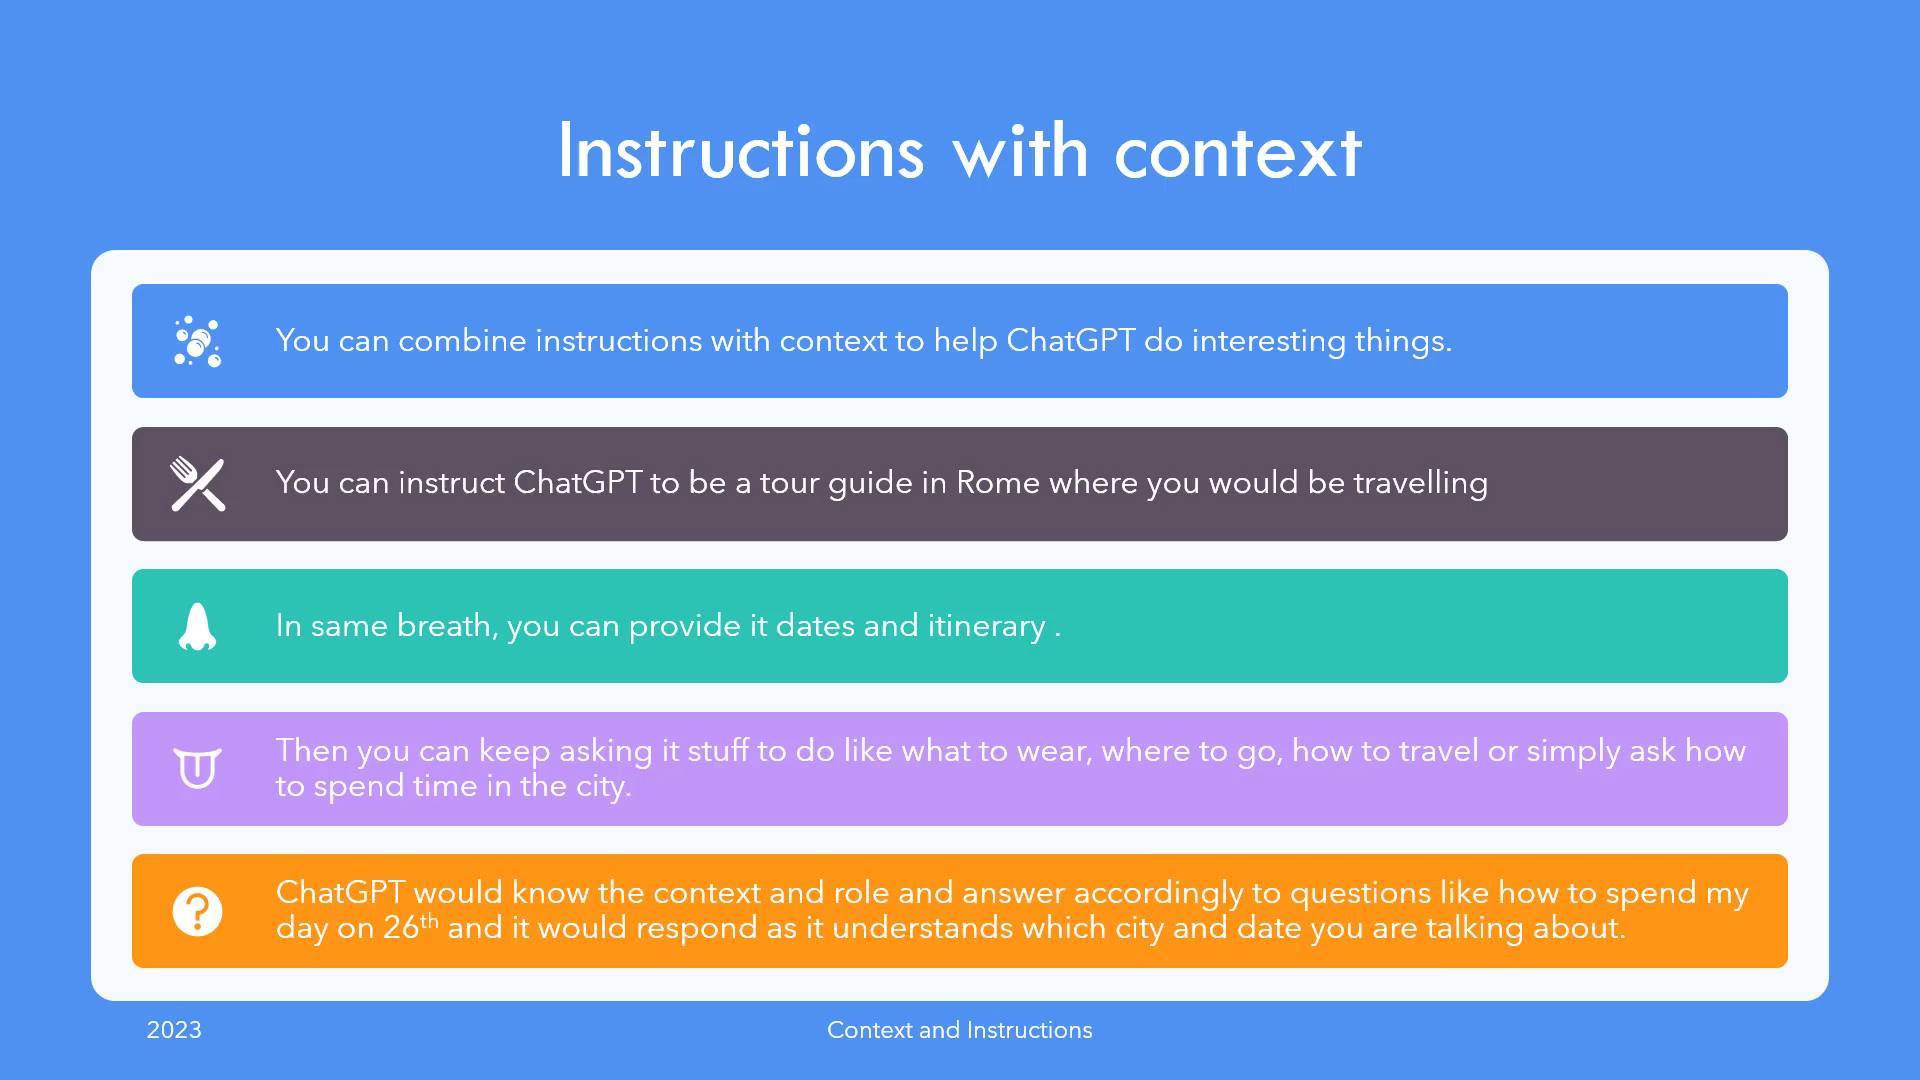 Instructions with context
You can combine instructions with context to help ChatGPT do interesting things.
You can instruct ChatGPT to be a tour guide in Rome where you would be travelling
In same breath, you can provide it dates and itinerary .
Then you can keep asking it stuff to do like what to wear, where to go, how to travel or simply ask how
to spend time in the city.
ChatGPT would know the context and role and answer accordingly to questions like how to spend my
day on 26th and it would respond as it understands which city and date you are talking about.
2023
Context and Instructions